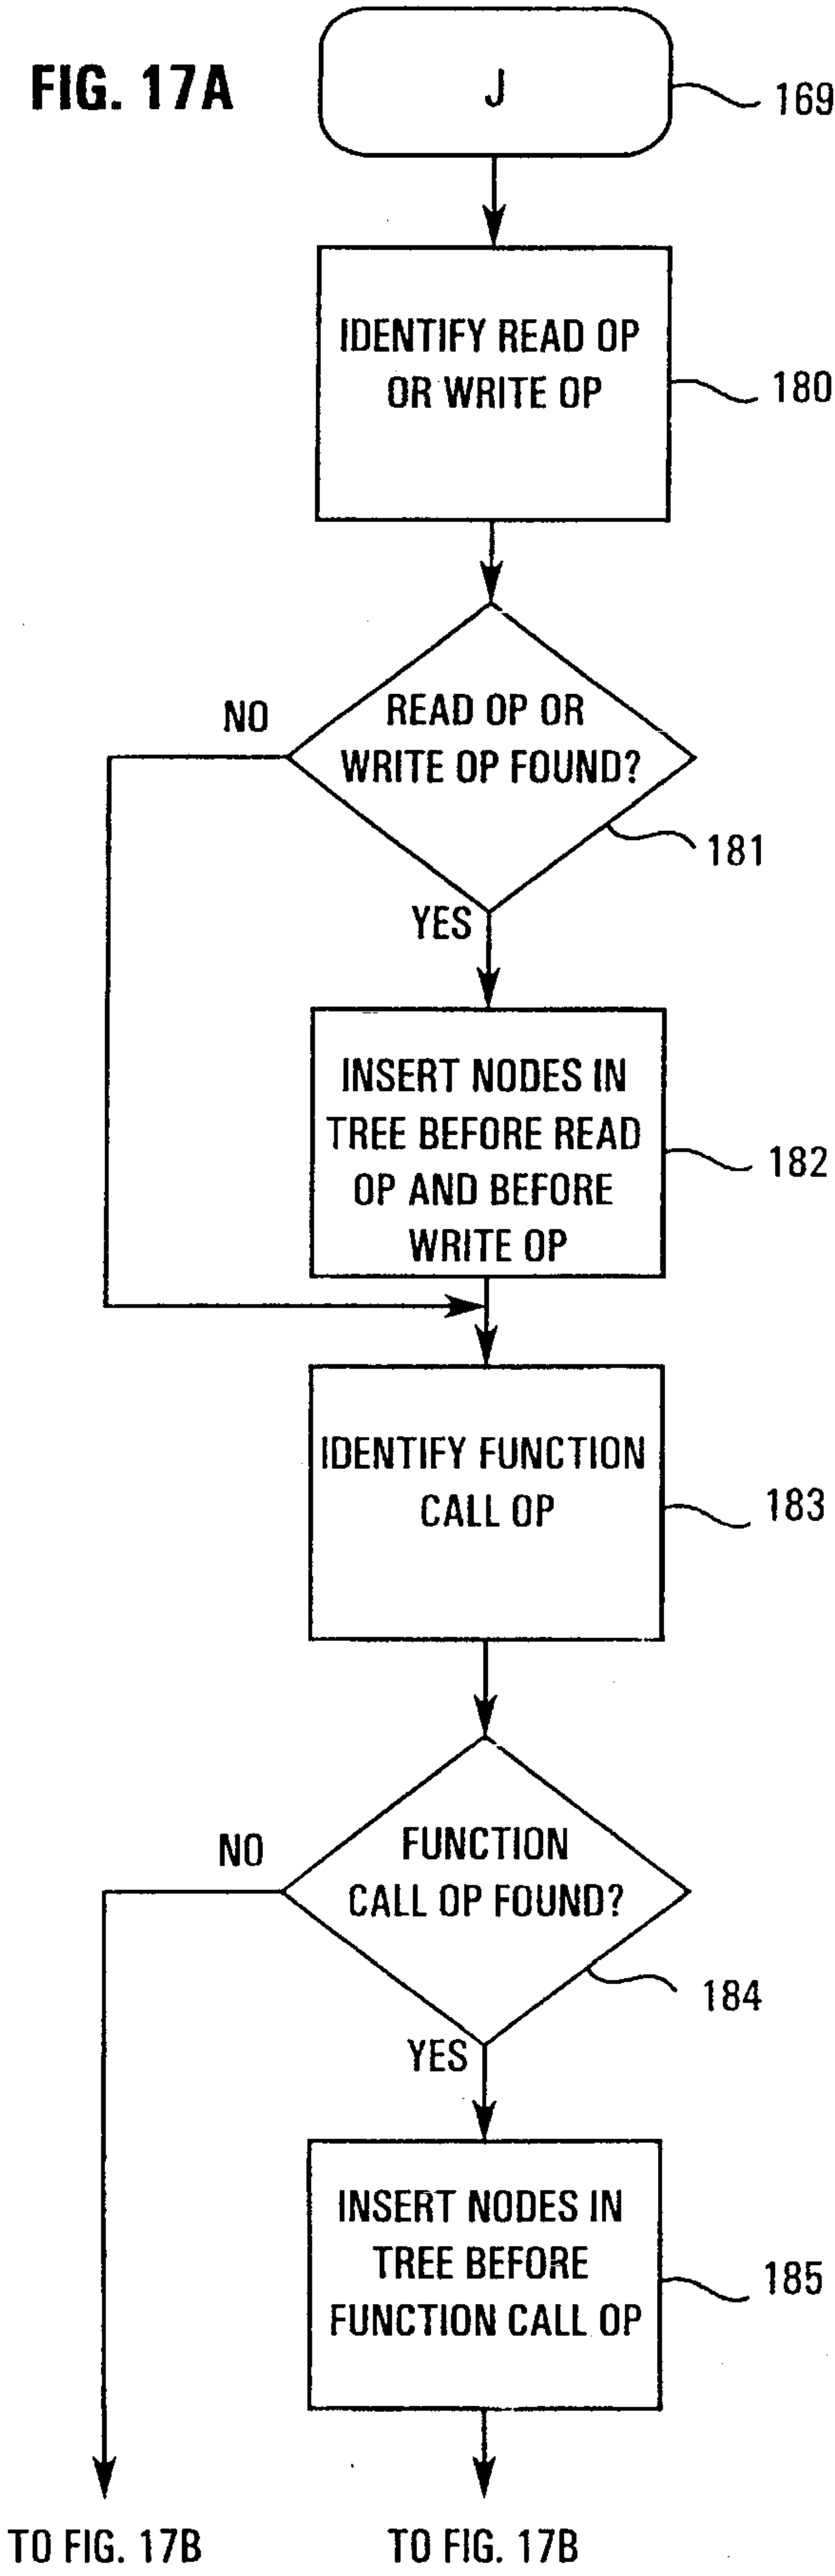 FIG. 17A
J
169
IDENTIFY READ OP
OR WRITE OP
180
NO
READ OP OR
WRITE OP FOUND?
181
YES
INSERT NODES IN
TREE BEFORE READ
OP AND BEFORE
WRITE OP
182
IDENTIFY FUNCTION
CALL OP
183
NO
FUNCTION
CALL OP FOUND?
184
YES
INSERT NODES IN
TREE BEFORE
FUNCTION CALL OP
185
TO FIG. 17B
TO FIG. 17B